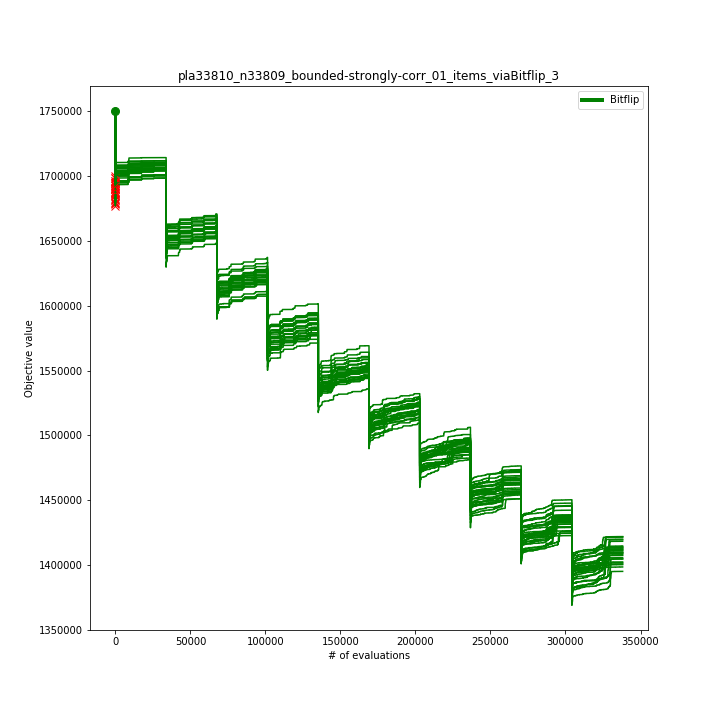 pla33810_n33809_bounded-strongly-corr_01_items_viaBitflip_3
Bitflip
Objective value
1750000
1700000
1650000
1600000
1550000
1500000
1450000
1400000
1350000
0 50000 100000 150000 200000 250000 300000 350000
# of evaluations